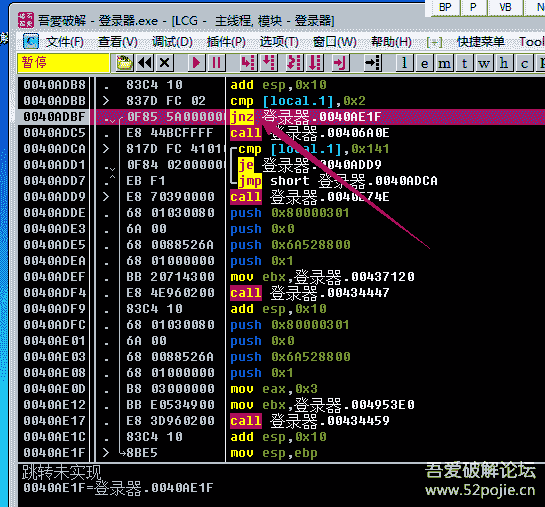 BP P VB
吾爱破解 - 登录器.exe - [LCG - 主线程, 模块 - 登录器]
C 文件(F) 查看(V) 调试(D) 插件(P) 选项(T) 窗口(W) 帮助(H) [+] 快捷菜单 Tool
暂停 l e m t w h c
0040ADB8 . 83C4 10 add esp,0x10
0040ADBB > 837D FC 02 cmp [local.1],0x2
0040ADBF .- 0F85 5A000000 jnz 登录器.0040AE1F
0040ADC5 . E8 44BCFFFF call 登录器.00406A0E
0040ADCA > 817D FC 4101 cmp [local.1],0x141
0040ADD1 . 0F84 02000000 je 登录器.0040ADD9
0040ADD7 .^ EB F1 jmp short 登录器.0040ADCA
0040ADD9 > E8 70390000 call 登录器.0040E74E
0040ADDE . 68 01030080 push 0x80000301
0040ADE3 . 6A 00 push 0x0
0040ADE5 . 68 0088526A push 0x6A528800
0040ADEA . 68 01000000 push 0x1
0040ADEF . BB 20714300 mov ebx,登录器.00437120
0040ADF4 . E8 4E960200 call 登录器.00434447
0040ADF9 . 83C4 10 add esp,0x10
0040ADFC . 68 01030080 push 0x80000301
0040AE01 . 6A 00 push 0x0
0040AE03 . 68 0088526A push 0x6A528800
0040AE08 . 68 01000000 push 0x1
0040AE0D . B8 03000000 mov eax,0x3
0040AE12 . BB E0534900 mov ebx,登录器.004953E0
0040AE17 . E8 3D960200 call 登录器.00434459
0040AE1C . 83C4 10 add esp,0x10
0040AE1F > 8BE5 mov esp,ebp
跳转未实现
0040AE1F=登录器.0040AE1F
吾爱破解论坛
www.52pojie.cn